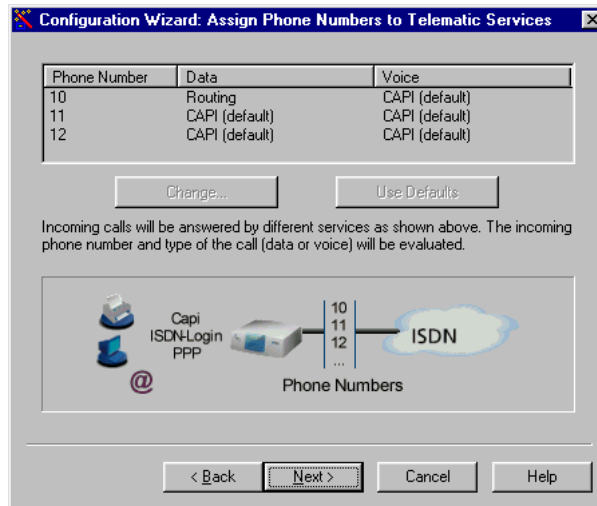 Configuration Wizard: Assign Phone Numbers to Telematic Services
Phone Number Data Voice
10 Routing CAPI (default)
11 CAPI (default) CAPI (default)
12 CAPI (default) CAPI (default)
Change... Use Defaults
Incoming calls will be answered by different services as shown above. The incoming
phone number and type of the call (data or voice) will be evaluated.
Capi
ISDN-Login
PPP
@
10
11
12
...
ISDN
Phone Numbers
< Back Next > Cancel Help